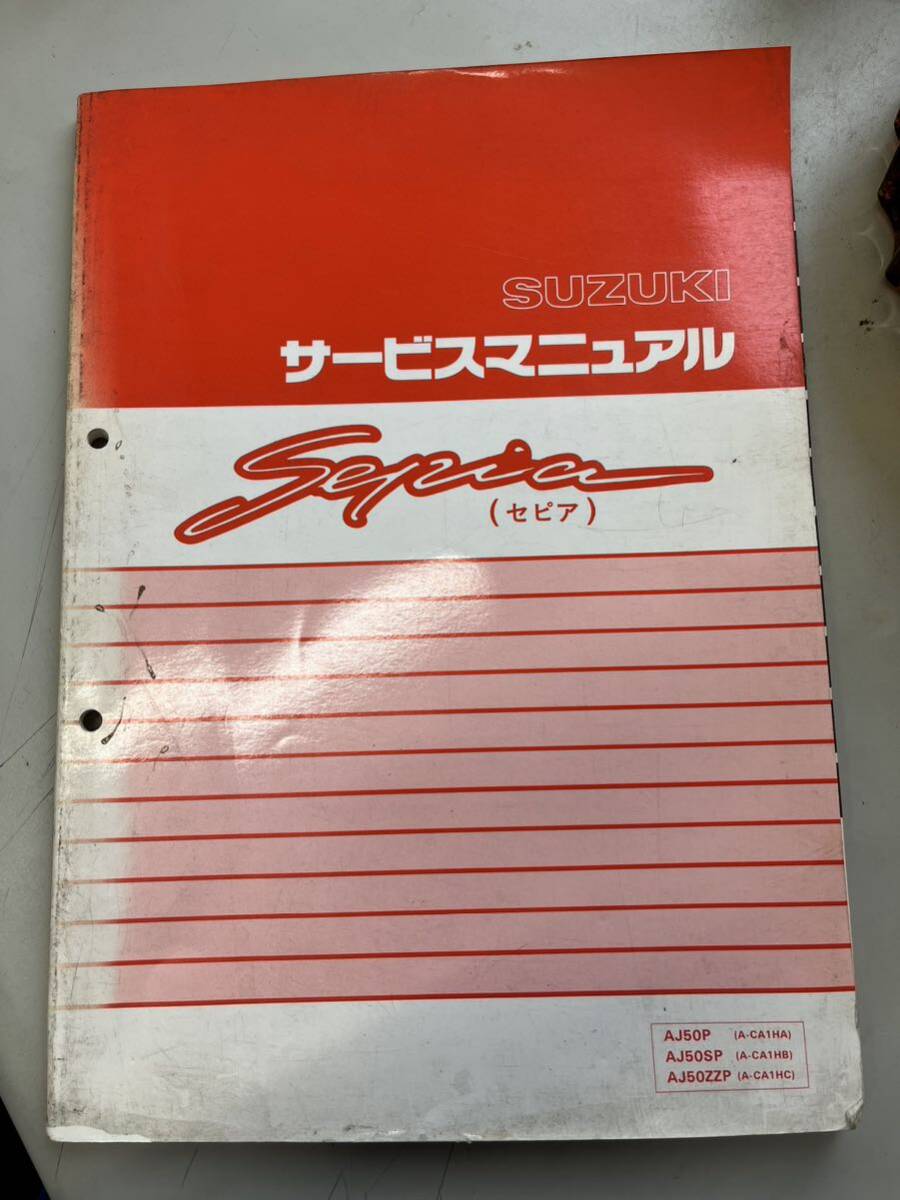 SUZUKI
サービスマニュアル
Sepia
(セピア)
AJ50P (A-CA1HA)
AJ50SP (A-CA1HB)
AJ50ZZP (A-CA1HC)